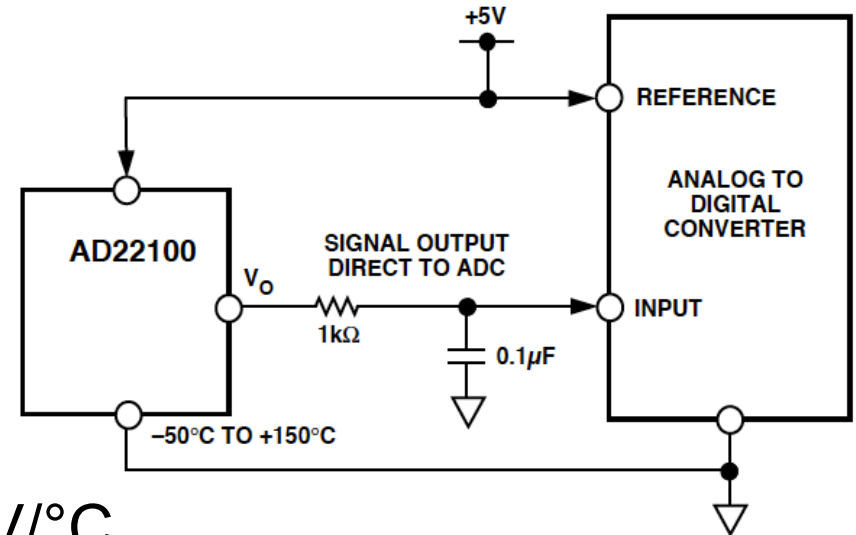 +5V
REFERENCE
ANALOG TO
DIGITAL
CONVERTER
AD22100
SIGNAL OUTPUT
DIRECT TO ADC
VO
1kΩ
INPUT
0.1µF
–50°C TO +150°C
/°C